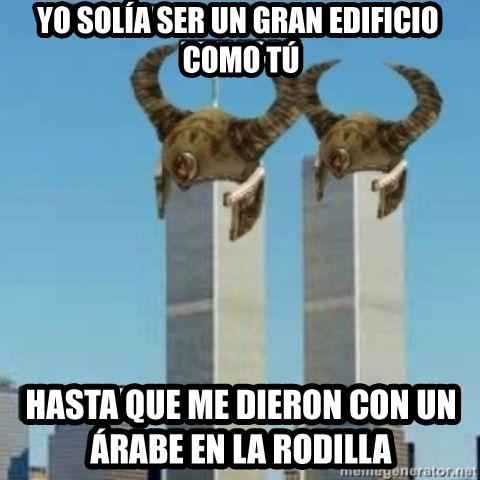 YO SOLÍA SER UN GRAN EDIFICIO
COMO TÚ
HASTA QUE ME DIERON CON UN
ÁRABE EN LA RODILLA
memegenerator.net